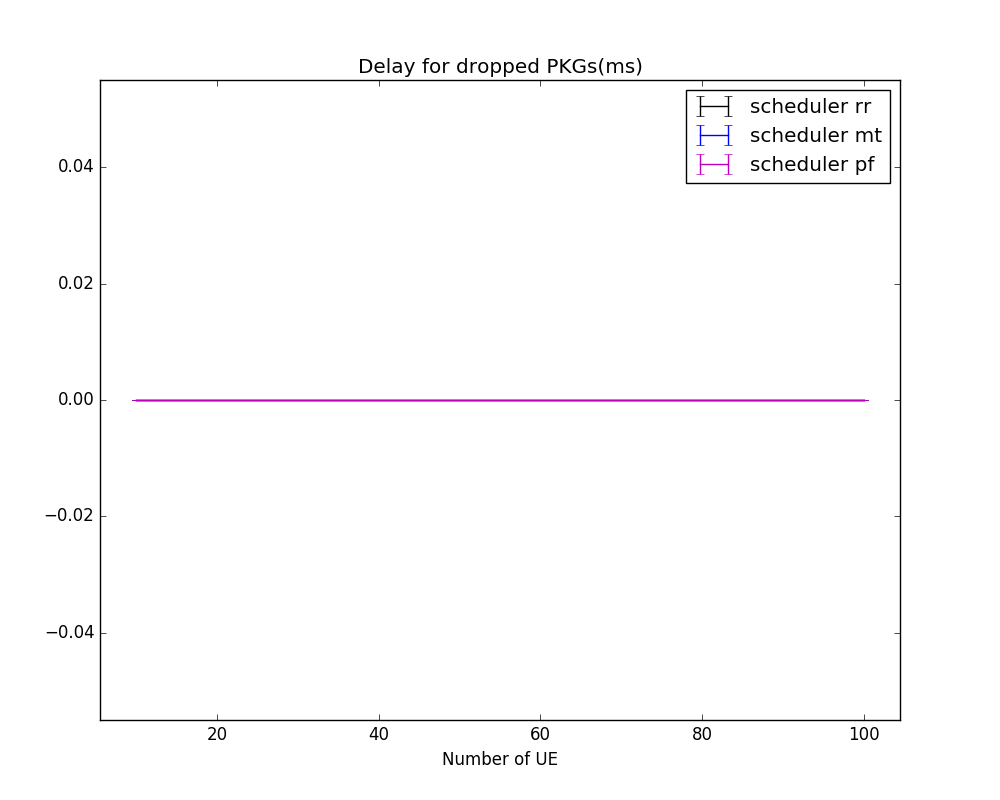 Delay for dropped PKGs(ms)
scheduler rr
scheduler mt
scheduler pf
0.04
0.02
0.00
−0.02
−0.04
20 40 60 80 100
Number of UE